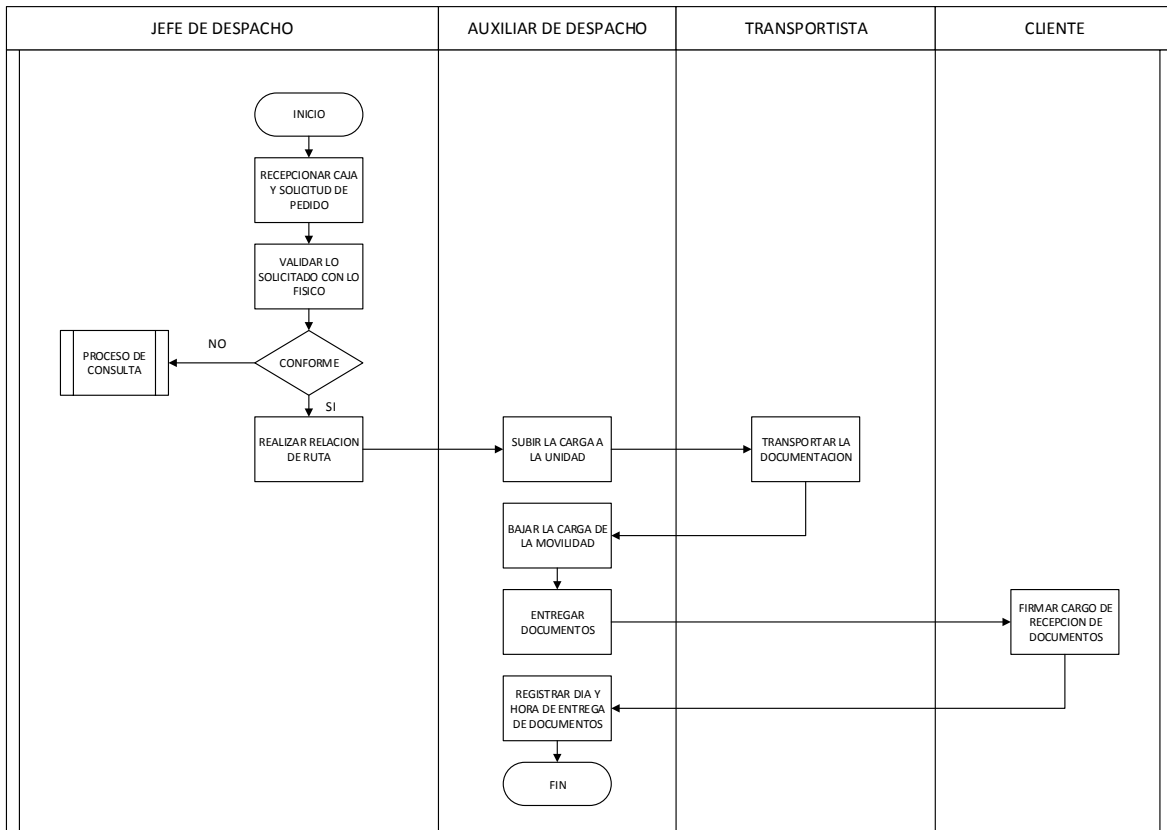 JEFE DE DESPACHO
AUXILIAR DE DESPACHO
TRANSPORTISTA
CLIENTE
INICIO
RECEPCIONAR CAJA
Y SOLICITUD DE
PEDIDO
VALIDAR LO
SOLICITADO CON LO
FISICO
PROCESO DE
CONSULTA
NO
CONFORME
SI
REALIZAR RELACION
DE RUTA
SUBIR LA CARGA A
LA UNIDAD
TRANSPORTAR LA
DOCUMENTACION
BAJAR LA CARGA DE
LA MOVILIDAD
ENTREGAR
DOCUMENTOS
FIRMAR CARGO DE
RECEPCION DE
DOCUMENTOS
REGISTRAR DIA Y
HORA DE ENTREGA
DE DOCUMENTOS
FIN